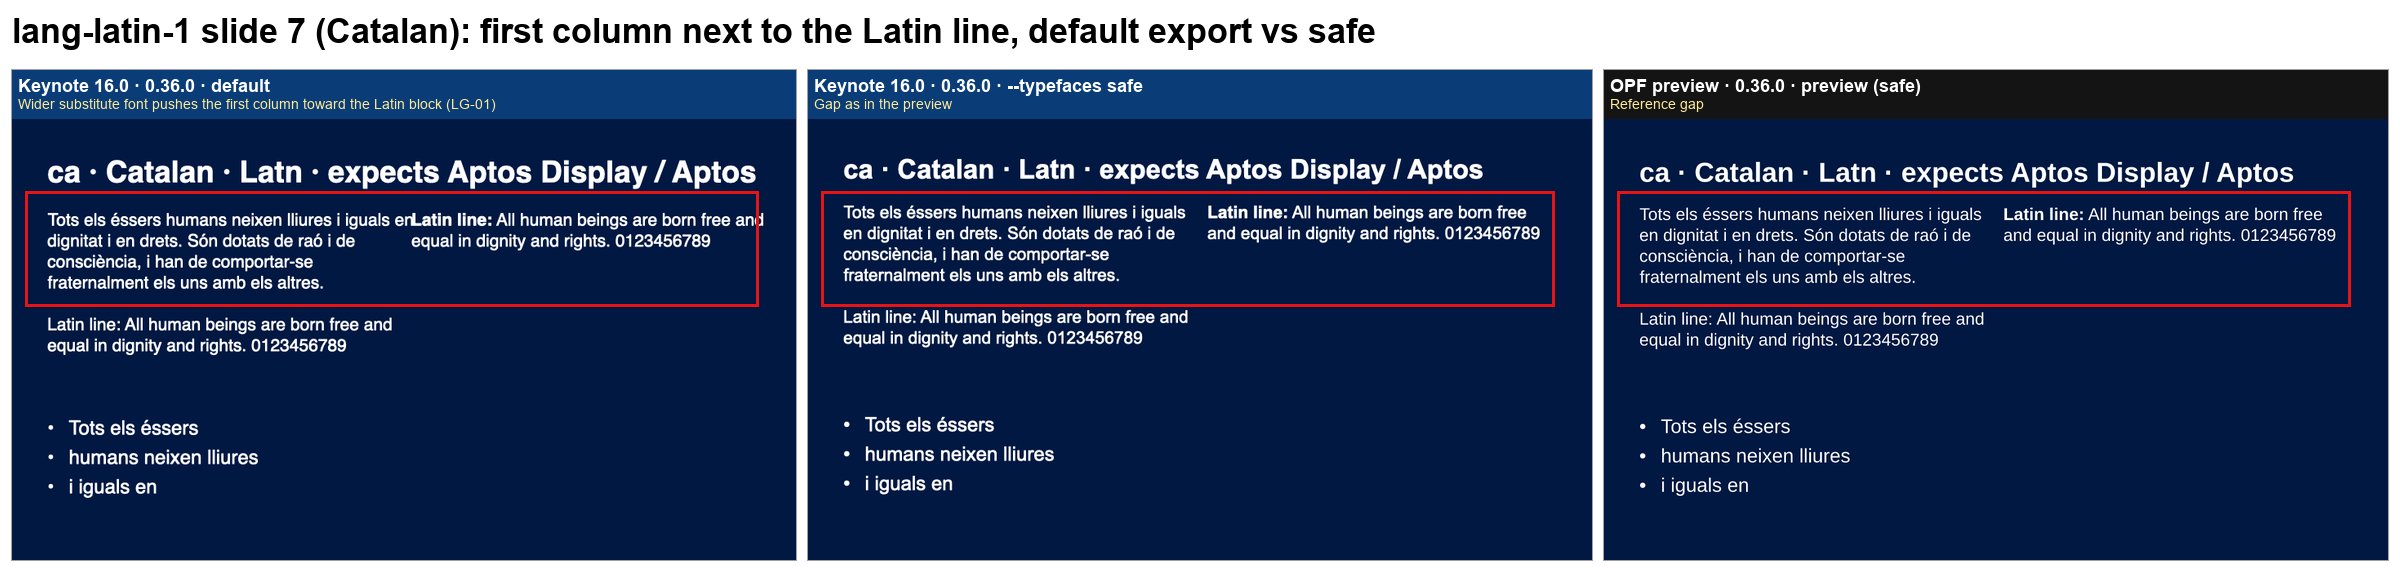 lang-latin-1 slide 7 (Catalan): first column next to the Latin line, default export vs safe
Keynote 16.0 · 0.36.0 · default
Wider substitute font pushes the first column toward the Latin block (LG-01)
ca · Catalan · Latn · expects Aptos Display / Aptos
Tots els éssers humans neixen lliures i iguals en
dignitat i en drets. Són dotats de raó i de
consciència, i han de comportar-se
fraternalment els uns amb els altres.
Latin line: All human beings are born free and
equal in dignity and rights. 0123456789
Latin line: All human beings are born free and
equal in dignity and rights. 0123456789
• Tots els éssers
• humans neixen lliures
• i iguals en
Keynote 16.0 · 0.36.0 · --typefaces safe
Gap as in the preview
ca · Catalan · Latn · expects Aptos Display / Aptos
Tots els éssers humans neixen lliures i iguals
en dignitat i en drets. Són dotats de raó i de
consciència, i han de comportar-se
fraternalment els uns amb els altres.
Latin line: All human beings are born free
and equal in dignity and rights. 0123456789
Latin line: All human beings are born free and
equal in dignity and rights. 0123456789
• Tots els éssers
• humans neixen lliures
• i iguals en
OPF preview · 0.36.0 · preview (safe)
Reference gap
ca · Catalan · Latn · expects Aptos Display / Aptos
Tots els éssers humans neixen lliures i iguals
en dignitat i en drets. Són dotats de raó i de
consciència, i han de comportar-se
fraternalment els uns amb els altres.
Latin line: All human beings are born free
and equal in dignity and rights. 0123456789
Latin line: All human beings are born free and
equal in dignity and rights. 0123456789
• Tots els éssers
• humans neixen lliures
• i iguals en